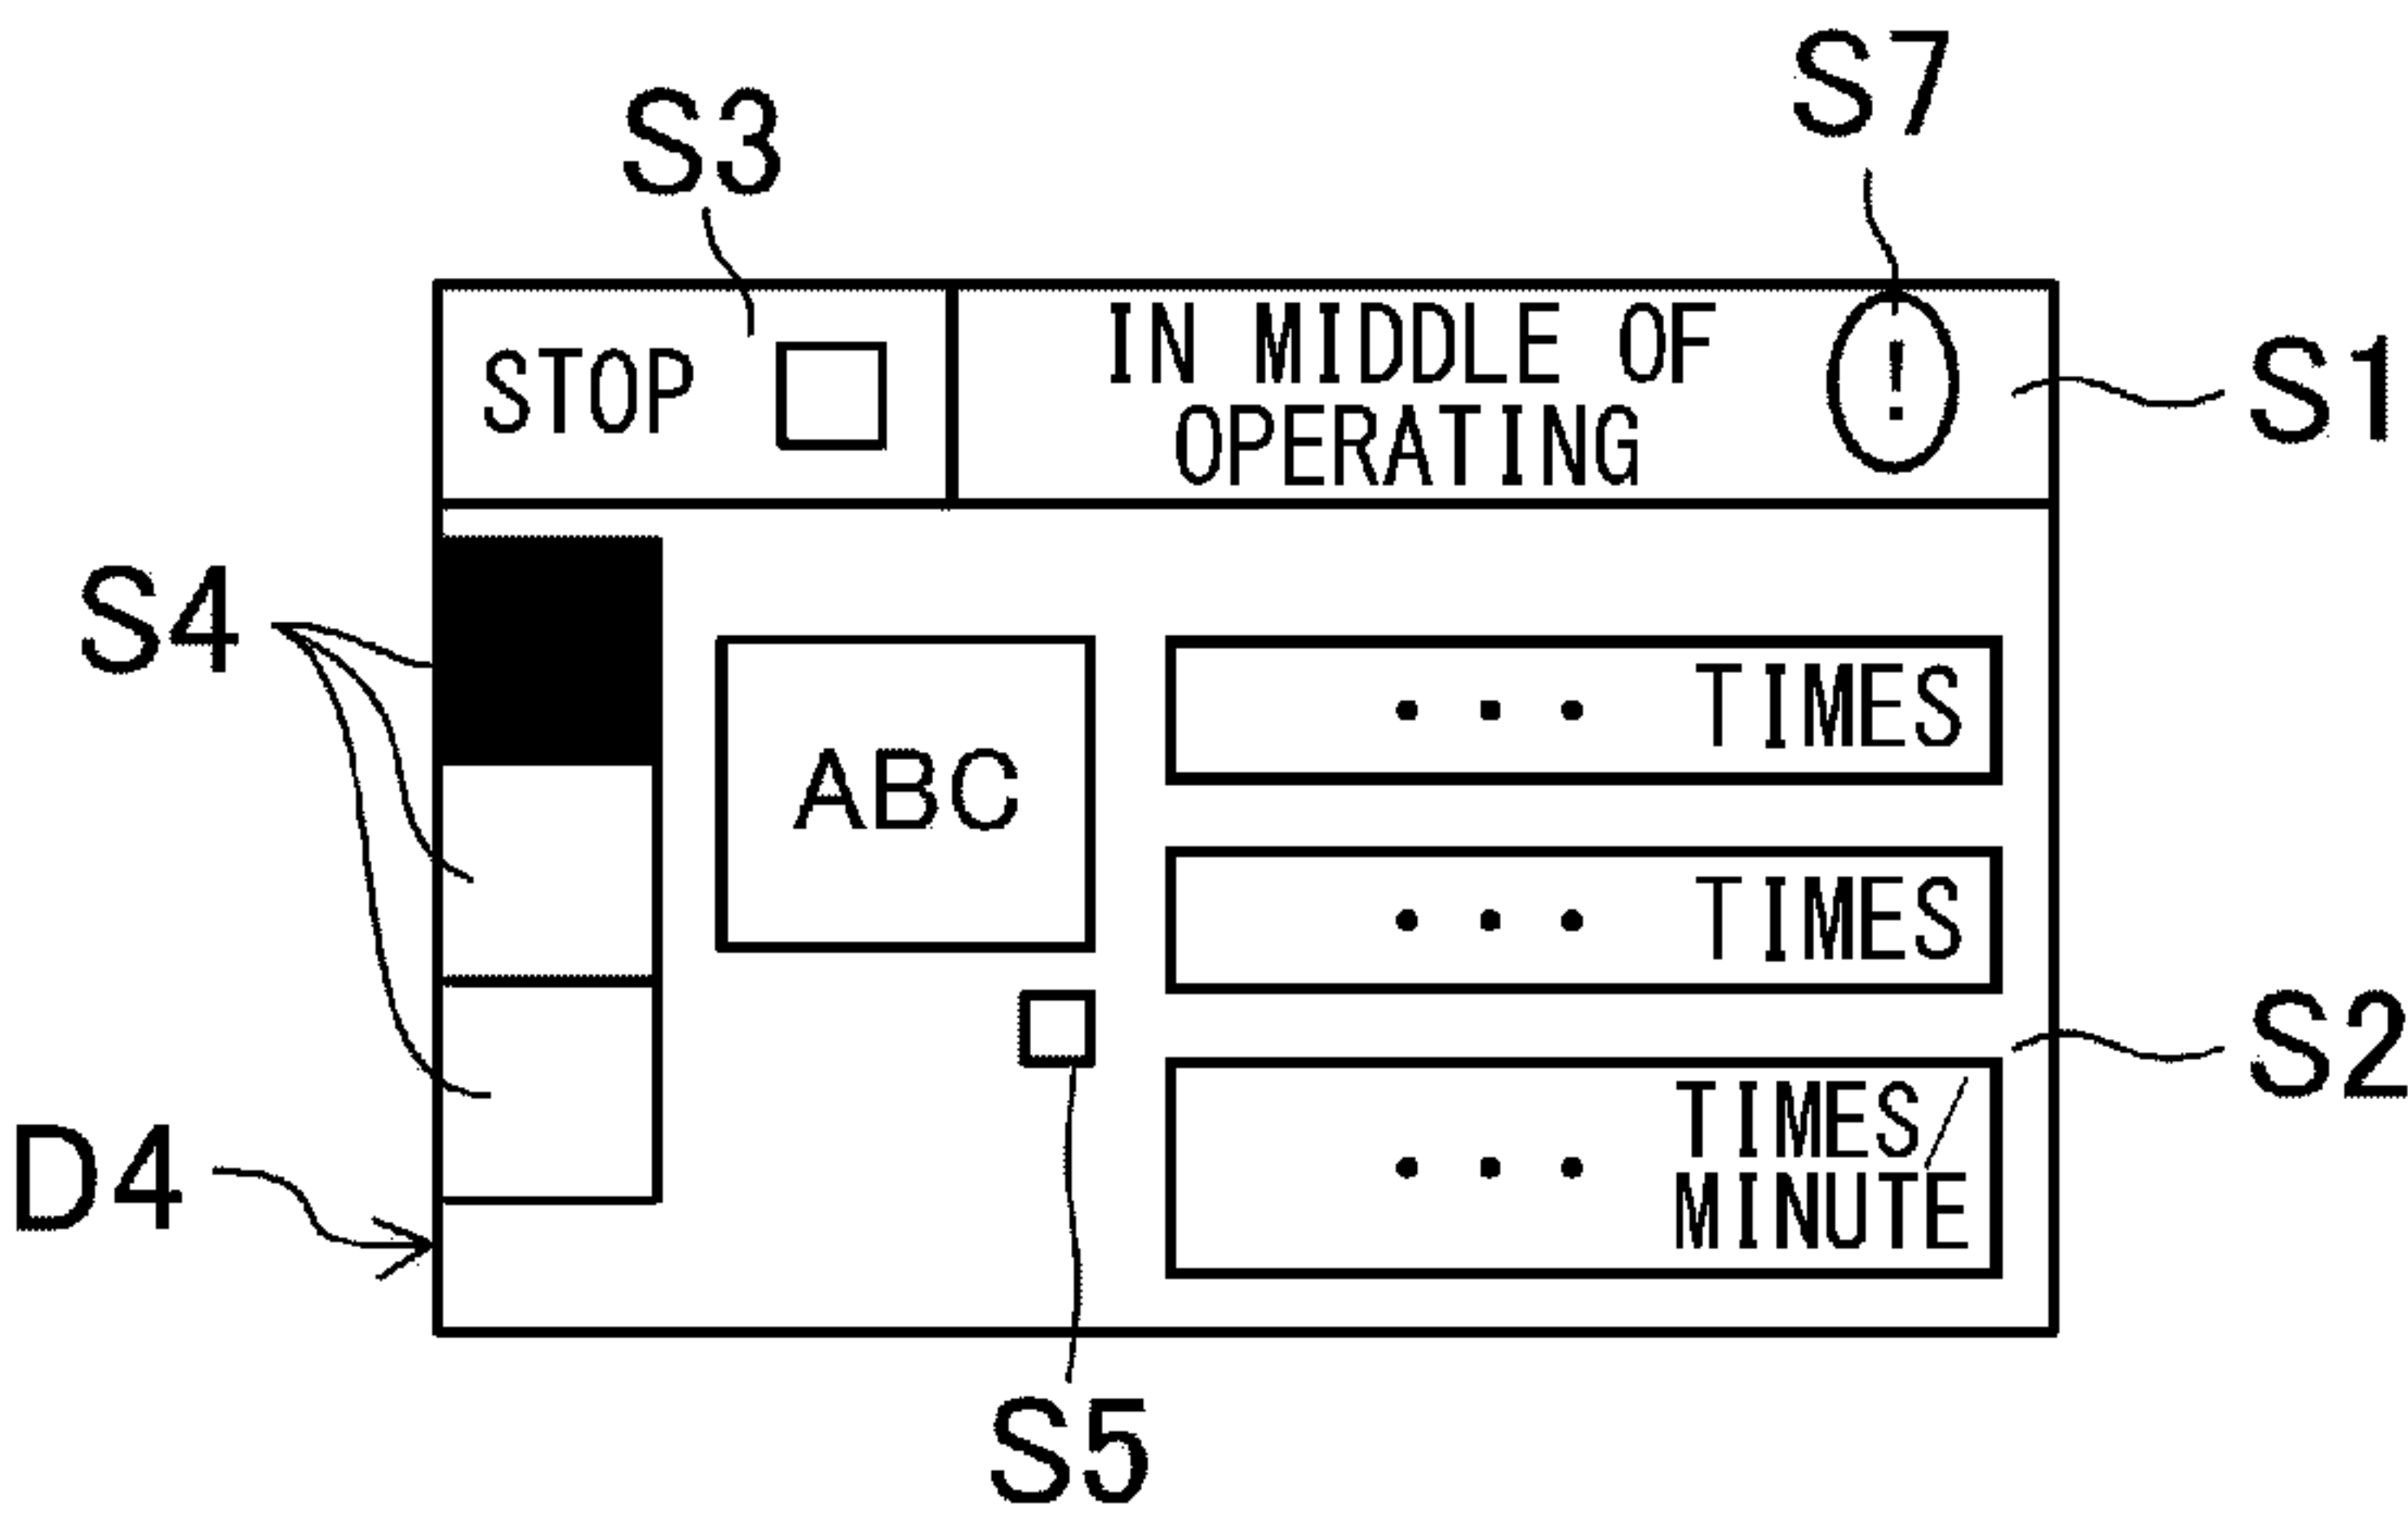 S7
S3
STOP
IN MIDDLE OF
OPERATING
!
S1
S4
• • • TIMES
ABC
• • • TIMES
S2
• • • TIMES/
MINUTE
D4
S5